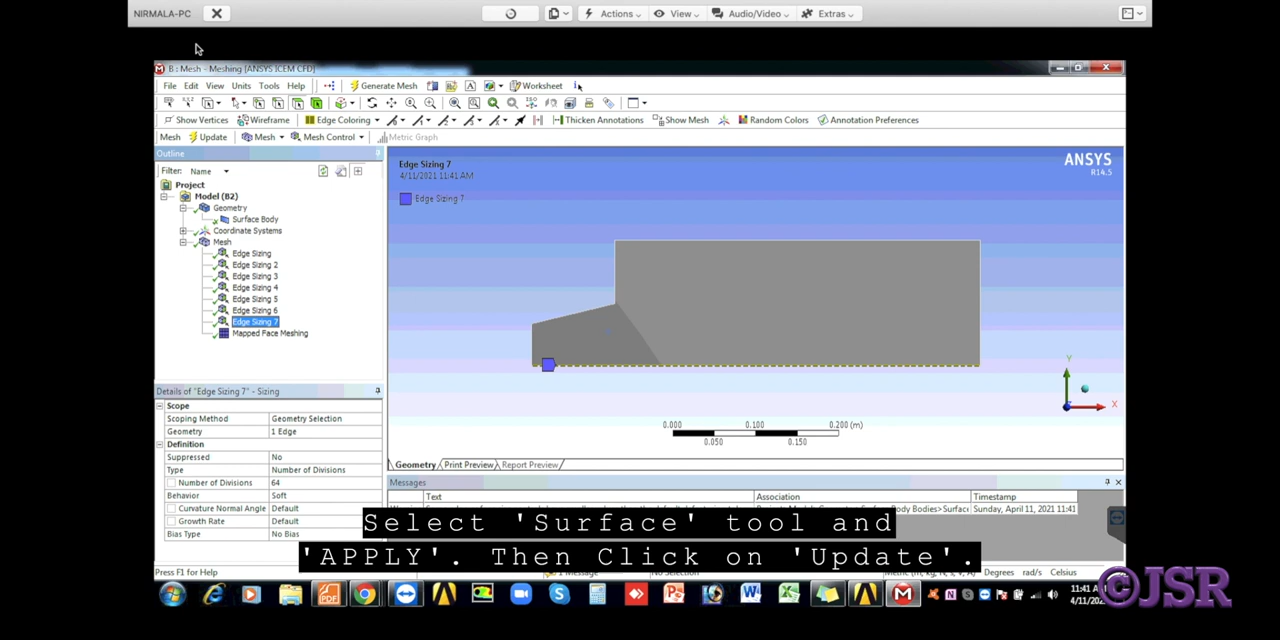 NIRMALA-PC
Actions
View
Audio/Video
Extras
B : Mesh - Meshing [ANSYS ICEM CFD]
File Edit View Units Tools Help Generate Mesh Worksheet
Show Vertices Wireframe Edge Coloring Thicken Annotations Show Mesh Random Colors Annotation Preferences
Mesh Update Mesh Mesh Control Metric Graph
Outline
Filter: Name
Project
Model (B2)
Geometry
Surface Body
Coordinate Systems
Mesh
Edge Sizing
Edge Sizing 2
Edge Sizing 3
Edge Sizing 4
Edge Sizing 5
Edge Sizing 6
Edge Sizing 7
Mapped Face Meshing
Edge Sizing 7
4/11/2021 11:41 AM
Edge Sizing 7
ANSYS
R14.5
Y
X
0.000 0.100 0.200 (m)
0.050 0.150
Geometry Print Preview Report Preview
Details of "Edge Sizing 7" - Sizing
Scope
Scoping Method Geometry Selection
Geometry 1 Edge
Definition
Suppressed No
Type Number of Divisions
Number of Divisions 64
Behavior Soft
Curvature Normal Angle Default
Growth Rate Default
Bias Type No Bias
Messages
Text Association Timestamp
Sunday, April 11, 2021 11:41
Select 'Surface' tool and
'APPLY'. Then Click on 'Update'.
Press F1 for Help
Degrees rad/s Celsius
11:41 AM
©JSR